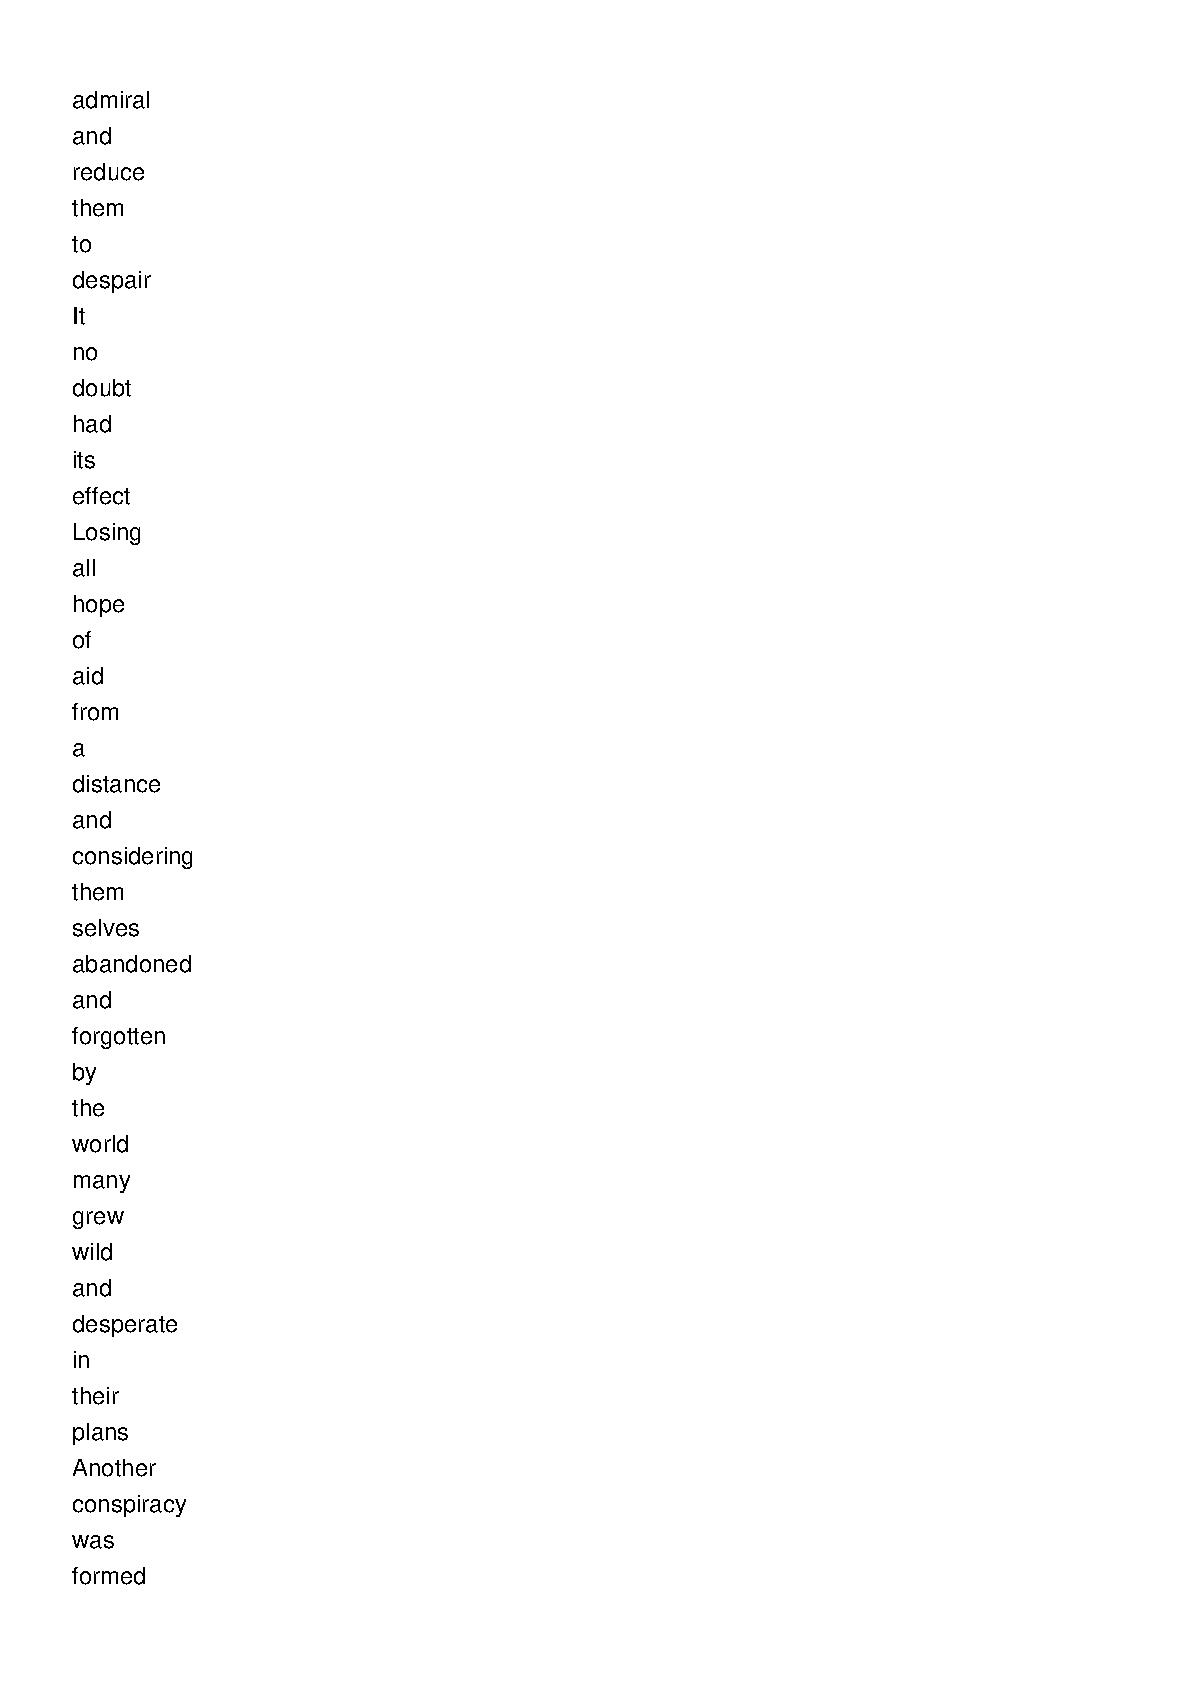 admiral
and
reduce
them
to
despair
It
no
doubt
had
its
effect
Losing
all
hope
of
aid
from
a
distance
and
considering
them
selves
abandoned
and
forgotten
by
the
world
many
grew
wild
and
desperate
in
their
plans
Another
conspiracy
was
formed